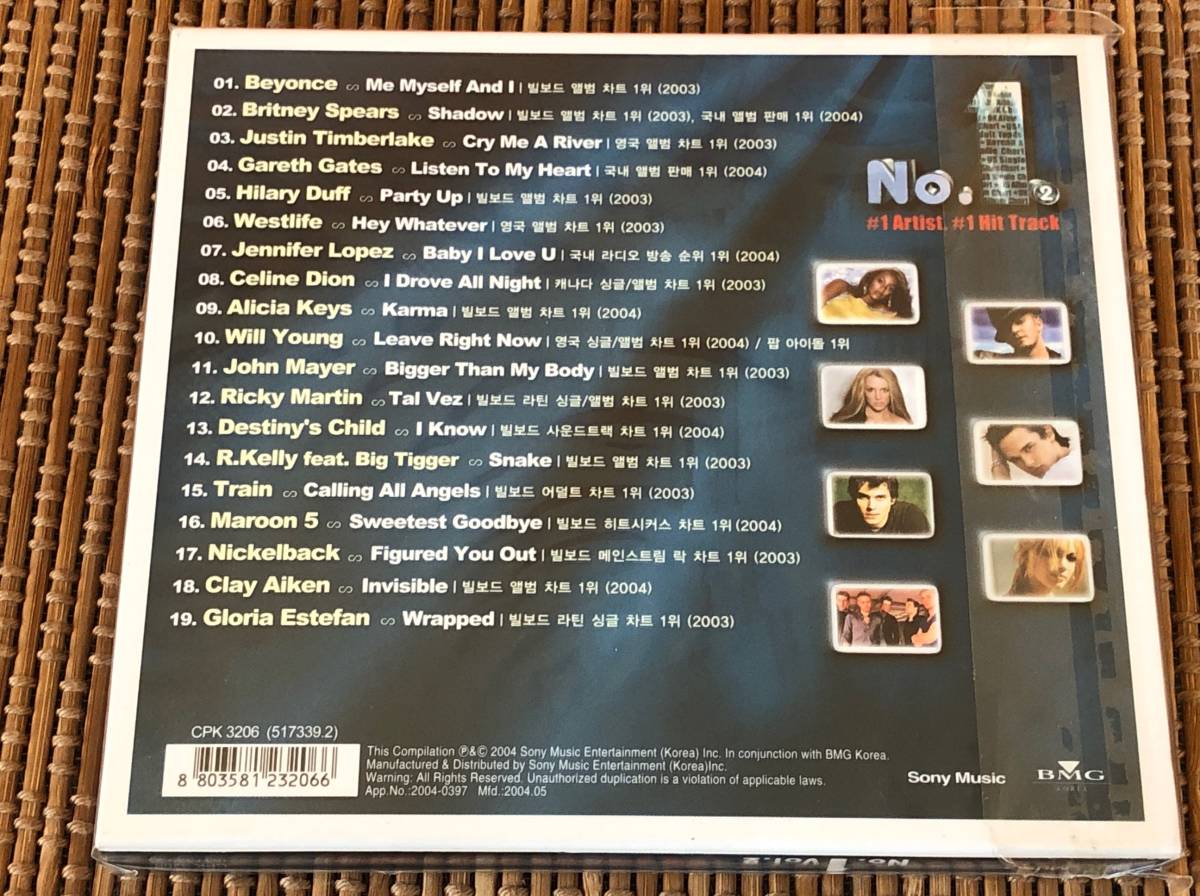 01. Beyonce ∽ Me Myself And I | 빌보드 앨범 차트 1위 (2003)
02. Britney Spears ∽ Shadow | 빌보드 앨범 차트 1위 (2003), 국내 앨범 판매 1위 (2004)
03. Justin Timberlake ∽ Cry Me A River | 영국 앨범 차트 1위 (2003)
04. Gareth Gates ∽ Listen To My Heart | 국내 앨범 판매 1위 (2004)
05. Hilary Duff ∽ Party Up | 빌보드 앨범 차트 1위 (2003)
06. Westlife ∽ Hey Whatever | 영국 앨범 차트 1위 (2003)
07. Jennifer Lopez ∽ Baby I Love U | 국내 라디오 방송 순위 1위 (2004)
08. Celine Dion ∽ I Drove All Night | 캐나다 싱글/앨범 차트 1위 (2003)
09. Alicia Keys ∽ Karma | 빌보드 앨범 차트 1위 (2004)
10. Will Young ∽ Leave Right Now | 영국 싱글/앨범 차트 1위 (2004) / 팝 아이돌 1위
11. John Mayer ∽ Bigger Than My Body | 빌보드 앨범 차트 1위 (2003)
12. Ricky Martin ∽ Tal Vez | 빌보드 라틴 싱글/앨범 차트 1위 (2003)
13. Destiny's Child ∽ I Know | 빌보드 사운드트랙 차트 1위 (2004)
14. R.Kelly feat. Big Tigger ∽ Snake | 빌보드 앨범 차트 1위 (2003)
15. Train ∽ Calling All Angels | 빌보드 어덜트 차트 1위 (2003)
16. Maroon 5 ∽ Sweetest Goodbye | 빌보드 히트시커스 차트 1위 (2004)
17. Nickelback ∽ Figured You Out | 빌보드 메인스트림 락 차트 1위 (2003)
18. Clay Aiken ∽ Invisible | 빌보드 앨범 차트 1위 (2004)
19. Gloria Estefan ∽ Wrapped | 빌보드 라틴 싱글 차트 1위 (2003)
No.1.2
#1 Artist, #1 Hit Track
CPK 3206 (517339.2)
8 803581 232066
This Compilation ℗&© 2004 Sony Music Entertainment (Korea) Inc. In conjunction with BMG Korea.
Manufactured & Distributed by Sony Music Entertainment (Korea)Inc.
Warning: All Rights Reserved. Unauthorized duplication is a violation of applicable laws.
App.No.:2004-0397 Mfd.:2004.05
Sony Music
BMG
KOREA
No. 1 Vol.2